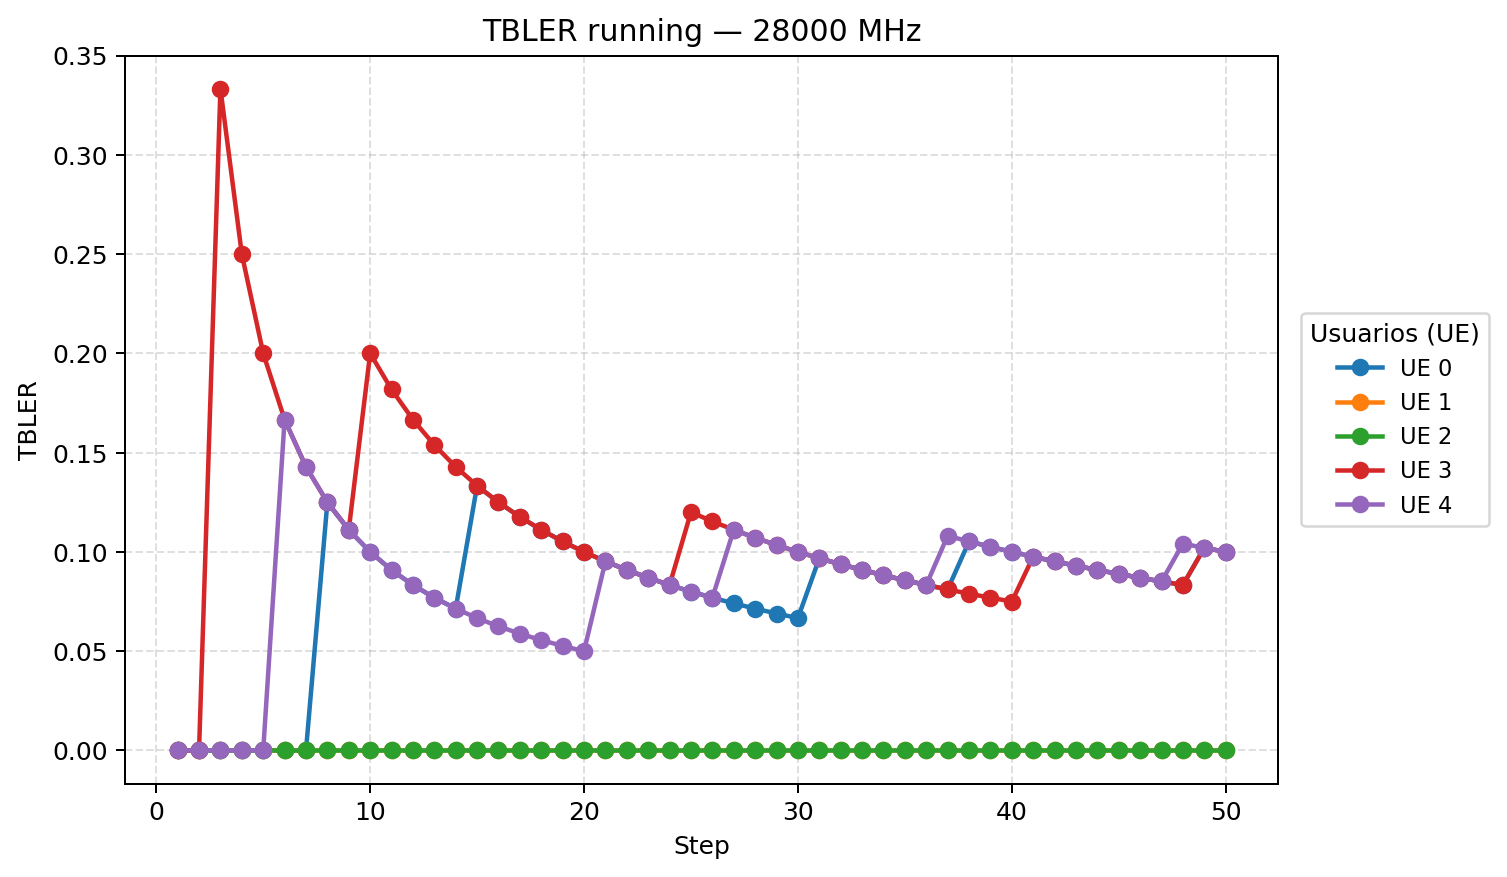 TBLER running — 28000 MHz
TBLER
0.35
0.30
0.25
0.20
0.15
0.10
0.05
0.00
0 10 20 30 40 50
Step
Usuarios (UE)
UE 0
UE 1
UE 2
UE 3
UE 4